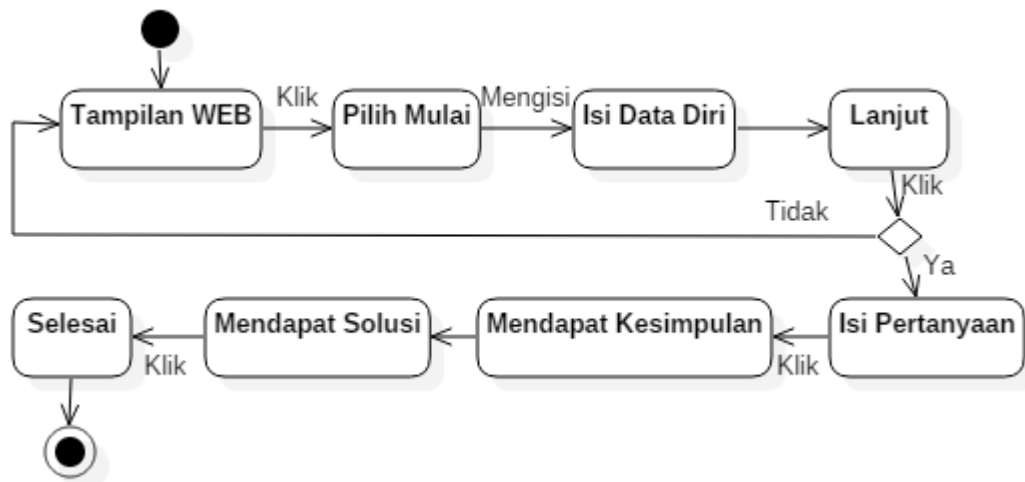 Tampilan WEB
Klik
Pilih Mulai
Mengisi
Isi Data Diri
Lanjut
Klik
Tidak
Ya
Isi Pertanyaan
Klik
Mendapat Kesimpulan
Mendapat Solusi
Klik
Selesai